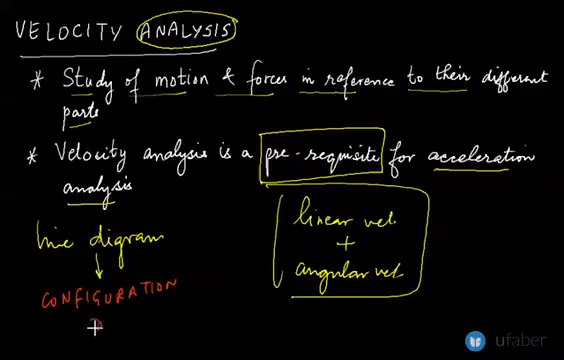 VELOCITY ANALYSIS
* Study of motion & forces in reference to their different
parts
* Velocity analysis is a pre-requisite for acceleration
analysis
line digram
linear vel
+
angular vel
CONFIGURATION
ufaber